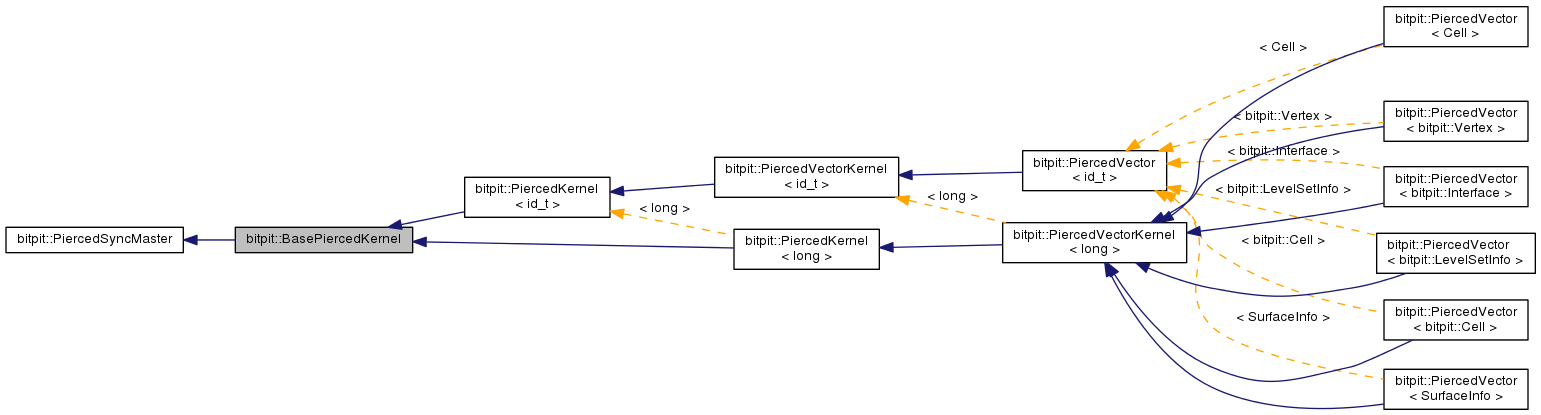 bitpit::PiercedSyncMaster
bitpit::BasePiercedKernel
bitpit::PiercedKernel
< id_t >
< long >
bitpit::PiercedKernel
< long >
bitpit::PiercedVectorKernel
< id_t >
< long >
bitpit::PiercedVectorKernel
< long >
bitpit::PiercedVector
< id_t >
< Cell >
< bitpit::Vertex >
< bitpit::Interface >
< bitpit::LevelSetInfo >
< bitpit::Cell >
< SurfaceInfo >
bitpit::PiercedVector
< Cell >
bitpit::PiercedVector
< bitpit::Vertex >
bitpit::PiercedVector
< bitpit::Interface >
bitpit::PiercedVector
< bitpit::LevelSetInfo >
bitpit::PiercedVector
< bitpit::Cell >
bitpit::PiercedVector
< SurfaceInfo >